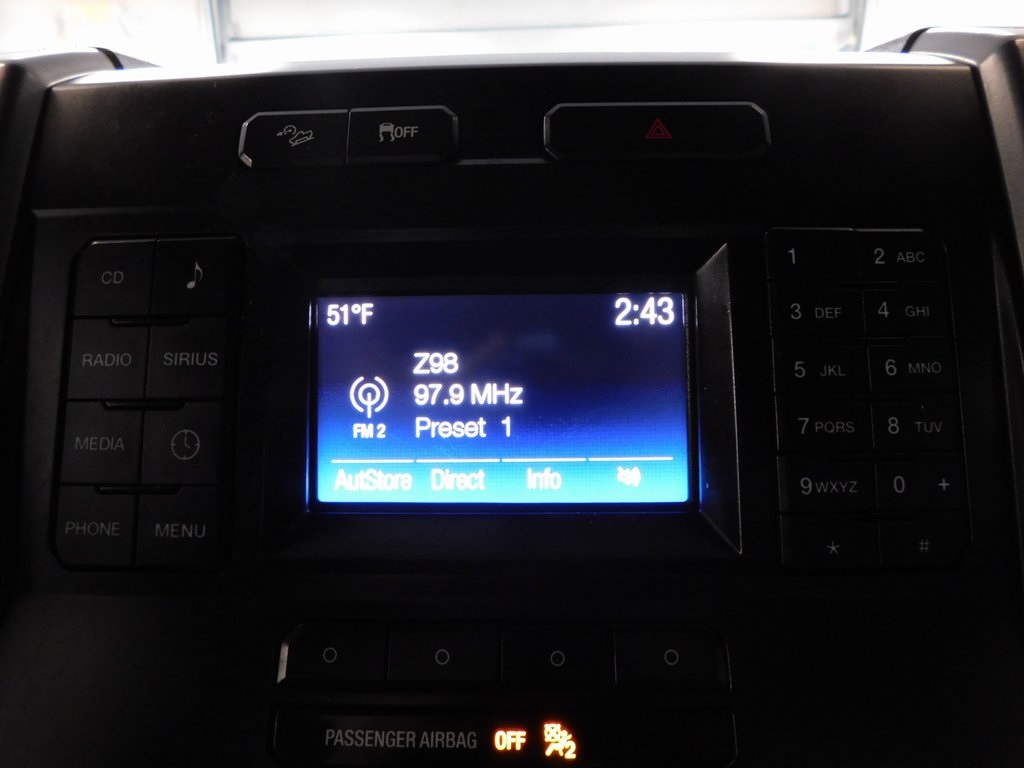 OFF
CD
RADIO SIRIUS
MEDIA
PHONE MENU
51°F 2:43
Z98
97.9 MHz
FM 2 Preset 1
AutStore Direct Info
1 2 ABC
3 DEF 4 GHI
5 JKL 6 MNO
7 PQRS 8 TUV
9 WXYZ 0 +
* #
PASSENGER AIRBAG OFF 2